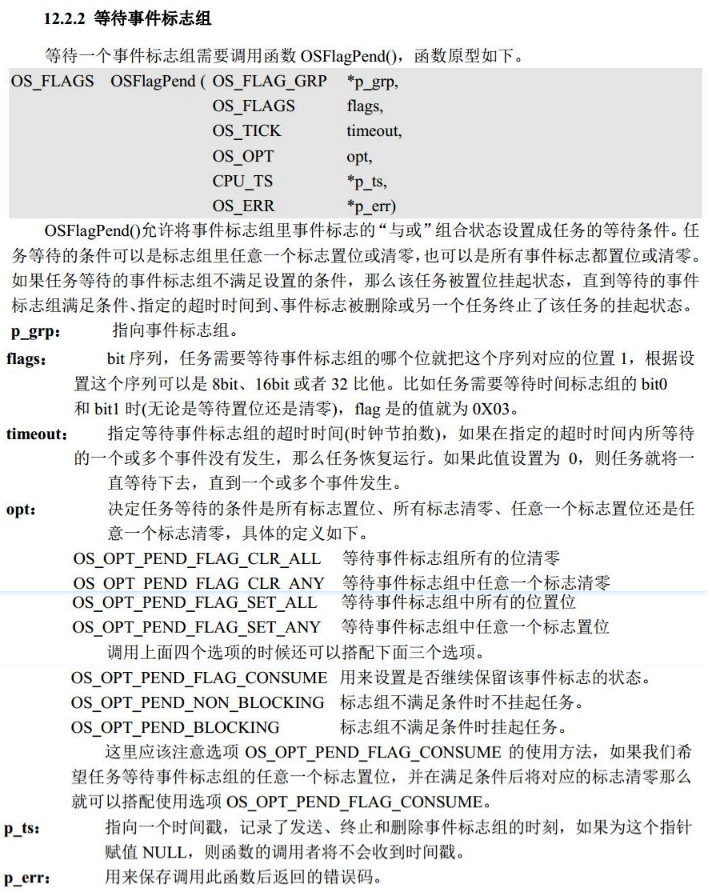 12.2.2 等待事件标志组
等待一个事件标志组需要调用函数 OSFlagPend()，函数原型如下。
OS_FLAGS OSFlagPend ( OS_FLAG_GRP *p_grp,
OS_FLAGS flags,
OS_TICK timeout,
OS_OPT opt,
CPU_TS *p_ts,
OS_ERR *p_err)
OSFlagPend()允许将事件标志组里事件标志的“与或”组合状态设置成任务的等待条件。任
务等待的条件可以是标志组里任意一个标志置位或清零，也可以是所有事件标志都置位或清零。
如果任务等待的事件标志组不满足设置的条件，那么该任务被置位挂起状态，直到等待的事件
标志组满足条件、指定的超时时间到、事件标志被删除或另一个任务终止了该任务的挂起状态。
p_grp： 指向事件标志组。
flags： bit 序列，任务需要等待事件标志组的哪个位就把这个序列对应的位置 1，根据设
置这个序列可以是 8bit、16bit 或者 32 比他。比如任务需要等待时间标志组的 bit0
和 bit1 时(无论是等待置位还是清零)，flag 是的值就为 0X03。
timeout： 指定等待事件标志组的超时时间(时钟节拍数)，如果在指定的超时时间内所等待
的一个或多个事件没有发生，那么任务恢复运行。如果此值设置为 0，则任务就将一
直等待下去，直到一个或多个事件发生。
opt： 决定任务等待的条件是所有标志置位、所有标志清零、任意一个标志置位还是任
意一个标志清零，具体的定义如下。
OS_OPT_PEND_FLAG_CLR_ALL 等待事件标志组所有的位清零
OS_OPT_PEND_FLAG_CLR_ANY 等待事件标志组中任意一个标志清零
OS_OPT_PEND_FLAG_SET_ALL 等待事件标志组中所有的位置位
OS_OPT_PEND_FLAG_SET_ANY 等待事件标志组中任意一个标志置位
调用上面四个选项的时候还可以搭配下面三个选项。
OS_OPT_PEND_FLAG_CONSUME 用来设置是否继续保留该事件标志的状态。
OS_OPT_PEND_NON_BLOCKING 标志组不满足条件时不挂起任务。
OS_OPT_PEND_BLOCKING 标志组不满足条件时挂起任务。
这里应该注意选项 OS_OPT_PEND_FLAG_CONSUME 的使用方法，如果我们希
望任务等待事件标志组的任意一个标志置位，并在满足条件后将对应的标志清零那么
就可以搭配使用选项 OS_OPT_PEND_FLAG_CONSUME。
p_ts： 指向一个时间戳，记录了发送、终止和删除事件标志组的时刻，如果为这个指针
赋值 NULL，则函数的调用者将不会收到时间戳。
p_err： 用来保存调用此函数后返回的错误码。